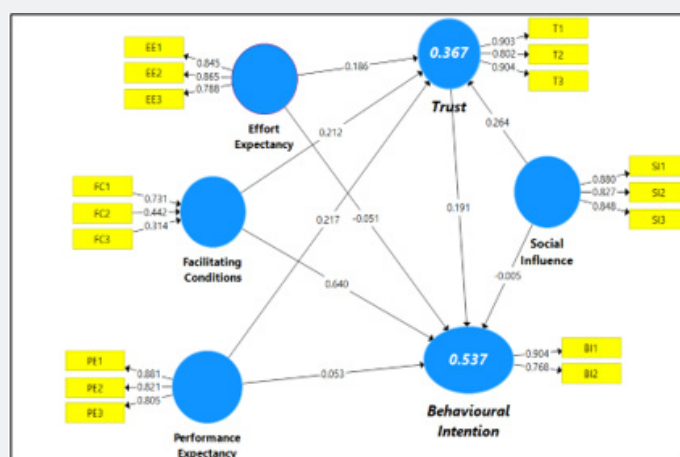 EE1
EE2
EE3
0.845
0.865
0.788
Effort
Expectancy
0.186
0.367
Trust
0.903
0.802
0.904
T1
T2
T3
0.212
0.264
FC1
FC2
FC3
0.731
0.442
0.314
Facilitating
Conditions
0.217
-0.051
0.191
SI1
SI2
SI3
0.880
0.827
0.848
Social
Influence
0.640
-0.005
PE1
PE2
PE3
0.881
0.821
0.805
Performance
Expectancy
0.053
0.537
Behavioural
Intention
0.904
0.768
BI1
BI2